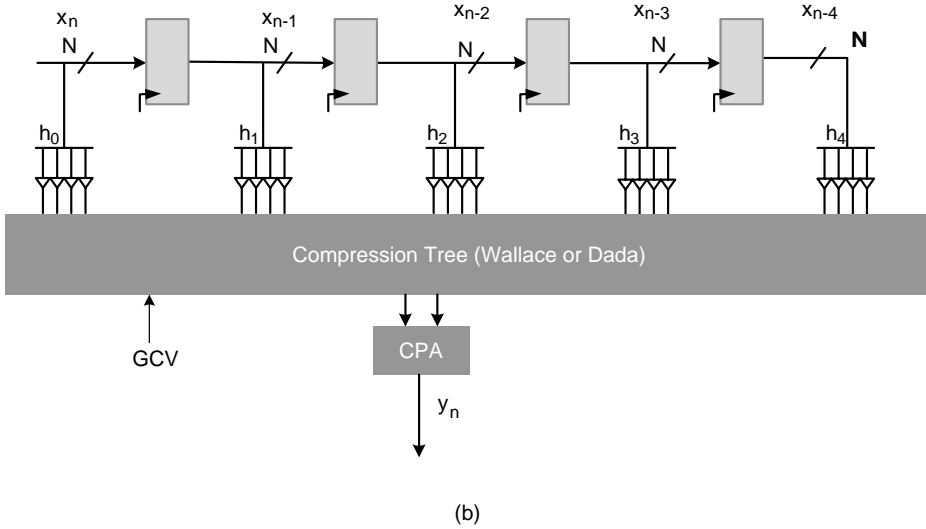 xₙ xₙ₋₁ xₙ₋₂ xₙ₋₃ xₙ₋₄
N N N N N
h₀ h₁ h₂ h₃ h₄
Compression Tree (Wallace or Dada)
GCV
CPA
yₙ
(b)